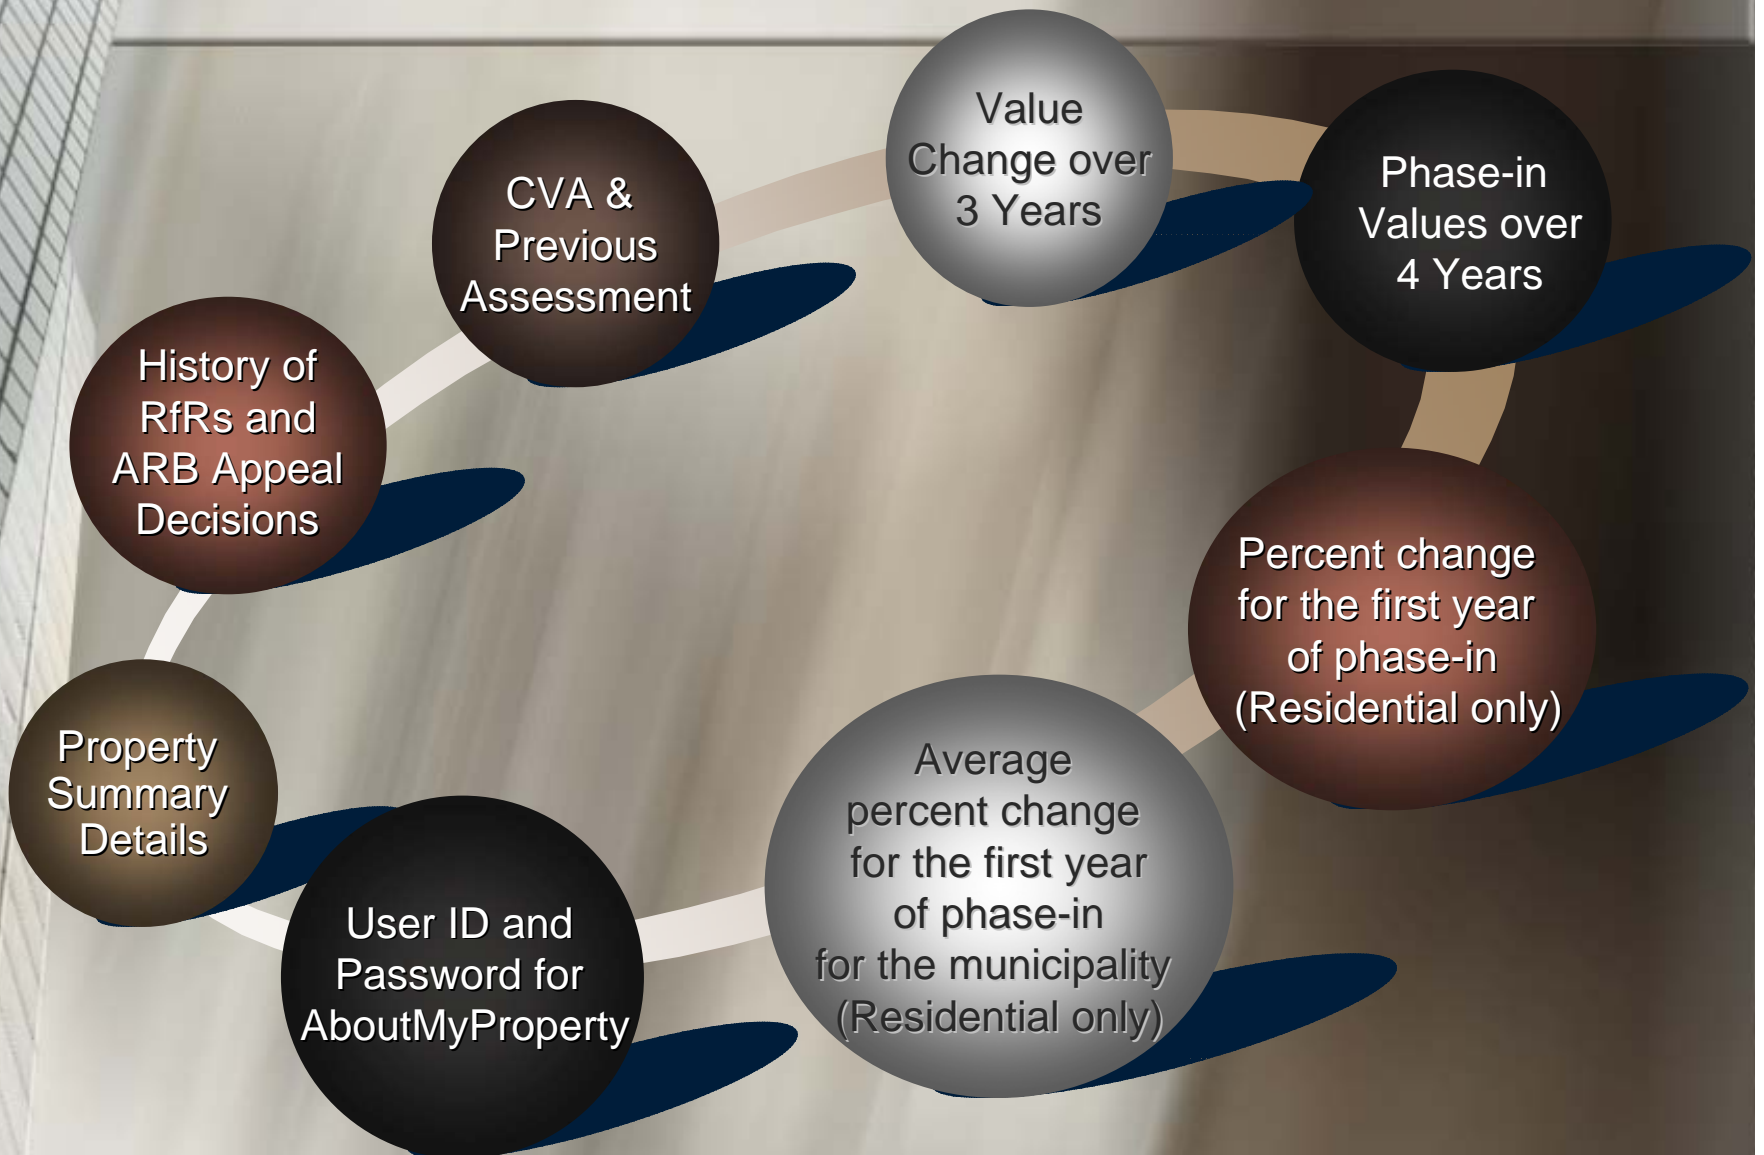 Value
Change over
3 Years
Phase-in
Values over
4 Years
CVA &
Previous
Assessment
History of
RfRs and
ARB Appeal
Decisions
Percent change
for the first year
of phase-in
(Residential only)
Property
Summary
Details
Average
percent change
for the first year
of phase-in
for the municipality
(Residential only)
User ID and
Password for
AboutMyProperty